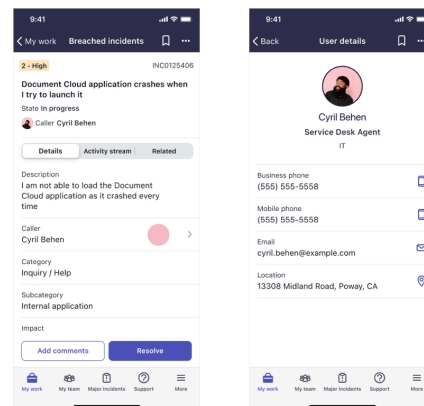 9:41
My work Breached incidents
2 - High INC0125406
Document Cloud application crashes when
I try to launch it
State In progress
Caller Cyril Behen
Details Activity stream Related
Description
I am not able to load the Document
Cloud application as it crashed every
time
Caller
Cyril Behen
Category
Inquiry / Help
Subcategory
Internal application
Impact
Add comments Resolve
My work My team Major Incidents Support More
9:41
Back User details
Cyril Behen
Service Desk Agent
IT
Business phone
(555) 555-5558
Mobile phone
(555) 555-5558
Email
cyril.behen@example.com
Location
13308 Midland Road, Poway, CA
My work My team Major Incidents Support More